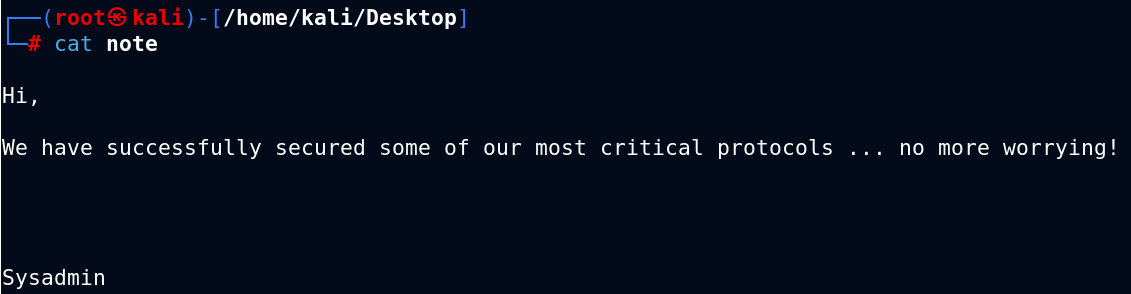 ┌──(root㉿kali)-[/home/kali/Desktop]
└─# cat note
Hi,
We have successfully secured some of our most critical protocols ... no more worrying!
Sysadmin